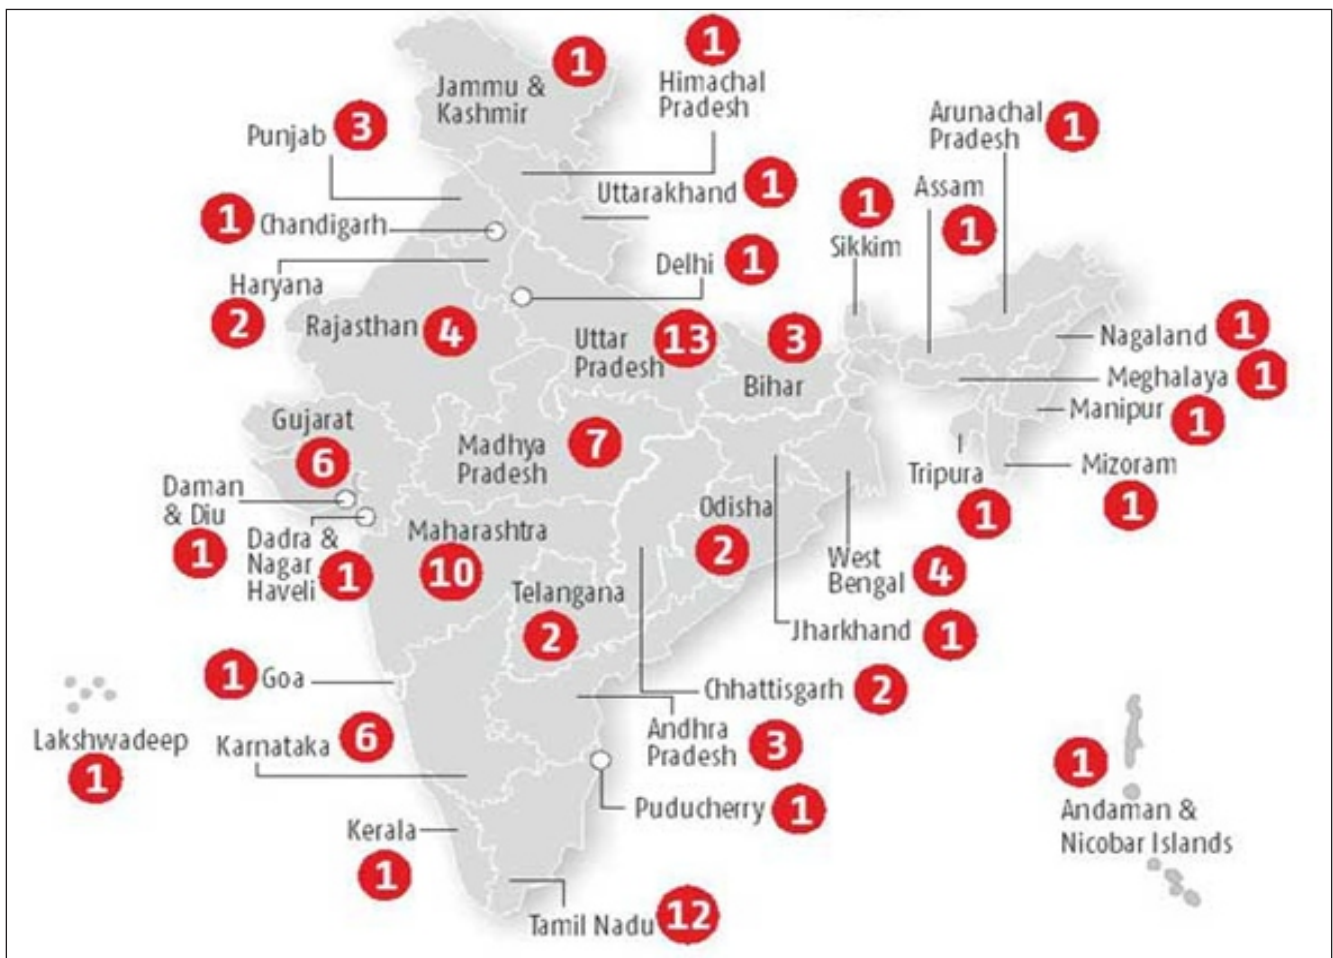 1
Jammu &
Kashmir
1
Himachal
Pradesh
Punjab 3
Arunachal
Pradesh 1
Uttarakhand 1
Assam
1
1
Sikkim
1 Chandigarh
Delhi 1
Haryana
2
Rajasthan 4
Uttar
Pradesh
13
3
Bihar
Nagaland 1
Meghalaya 1
Manipur 1
Gujarat
6
Madhya
Pradesh
7
Tripura
1
Mizoram
1
Daman
& Diu
1
Dadra &
Nagar
Haveli 1
Maharashtra
10
Odisha
2
West
Bengal 4
Telangana
2
Jharkhand 1
1 Goa
Chhattisgarh 2
Lakshwadeep
1
Karnataka 6
Andhra
Pradesh 3
1
Andaman &
Nicobar Islands
Puducherry 1
Kerala
1
Tamil Nadu 12